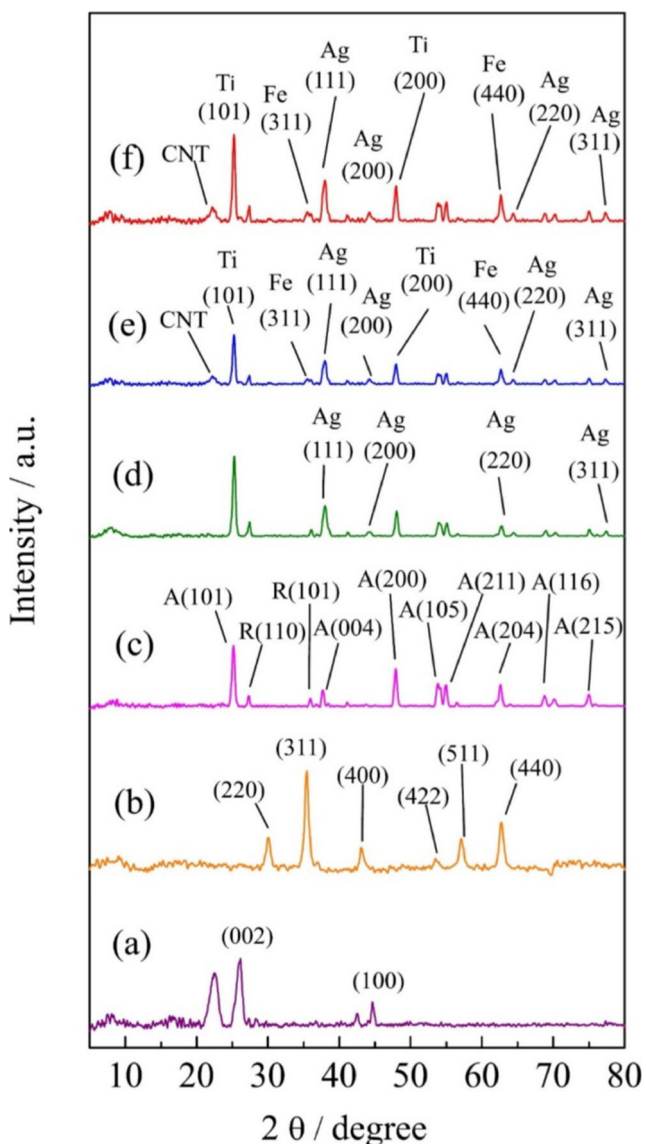 Ti
(101)
Fe
(311)
Ag
(111)
Ag
(200)
Ti
(200)
Fe
(440)
Ag
(220)
Ag
(311)
CNT
(f)
Ti
(101)
Fe
(311)
Ag
(111)
Ag
(200)
Ti
(200)
Fe
(440)
Ag
(220)
Ag
(311)
CNT
(e)
Ag
(111)
Ag
(200)
Ag
(220)
Ag
(311)
(d)
A(101)
R(110)
R(101)
A(004)
A(200)
A(105)
A(211)
A(204)
A(116)
A(215)
(c)
(220)
(311)
(400)
(422)
(511)
(440)
(b)
(002)
(100)
(a)
Intensity / a.u.
10 20 30 40 50 60 70 80
2 θ / degree